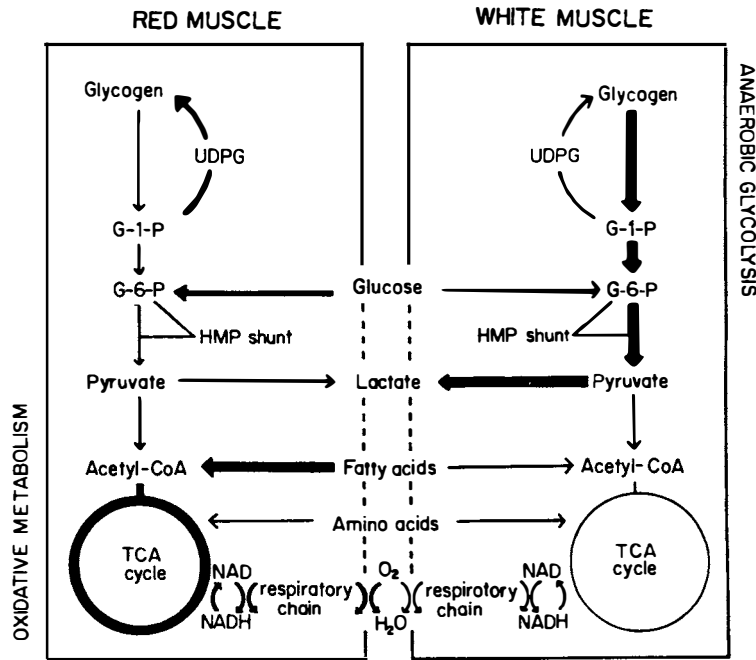 RED MUSCLE
WHITE MUSCLE
Glycogen
Glycogen
ANAEROBIC GLYCOLYSIS
UDPG
UDPG
G-1-P
G-1-P
G-6-P
Glucose
G-6-P
HMP shunt
HMP shunt
Pyruvate
Lactate
Pyruvate
OXIDATIVE METABOLISM
Acetyl-CoA
Fatty acids
Acetyl-CoA
Amino acids
TCA
cycle
TCA
cycle
NAD
NADH
respiratory
chain
O₂
H₂O
respirotory
chain
NAD
NADH